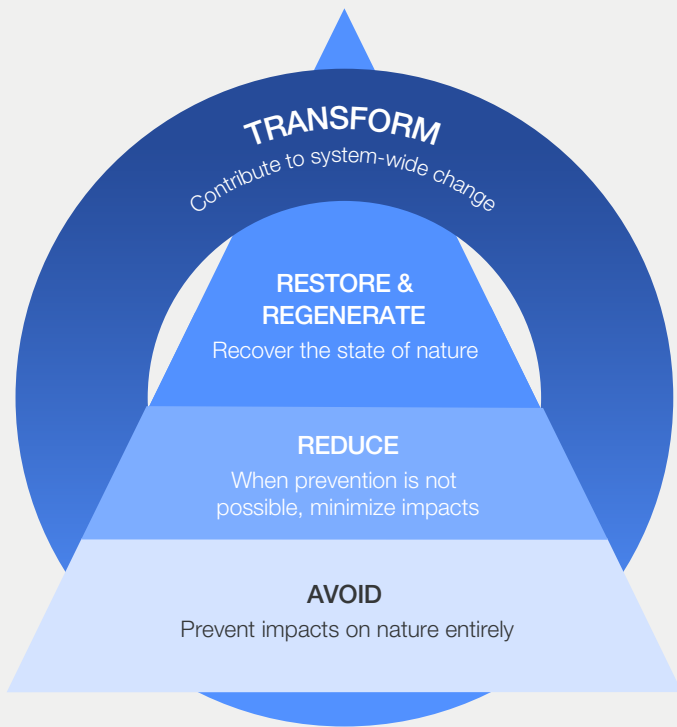 TRANSFORM
Contribute to system-wide change
RESTORE &
REGENERATE
Recover the state of nature
REDUCE
When prevention is not
possible, minimize impacts
AVOID
Prevent impacts on nature entirely